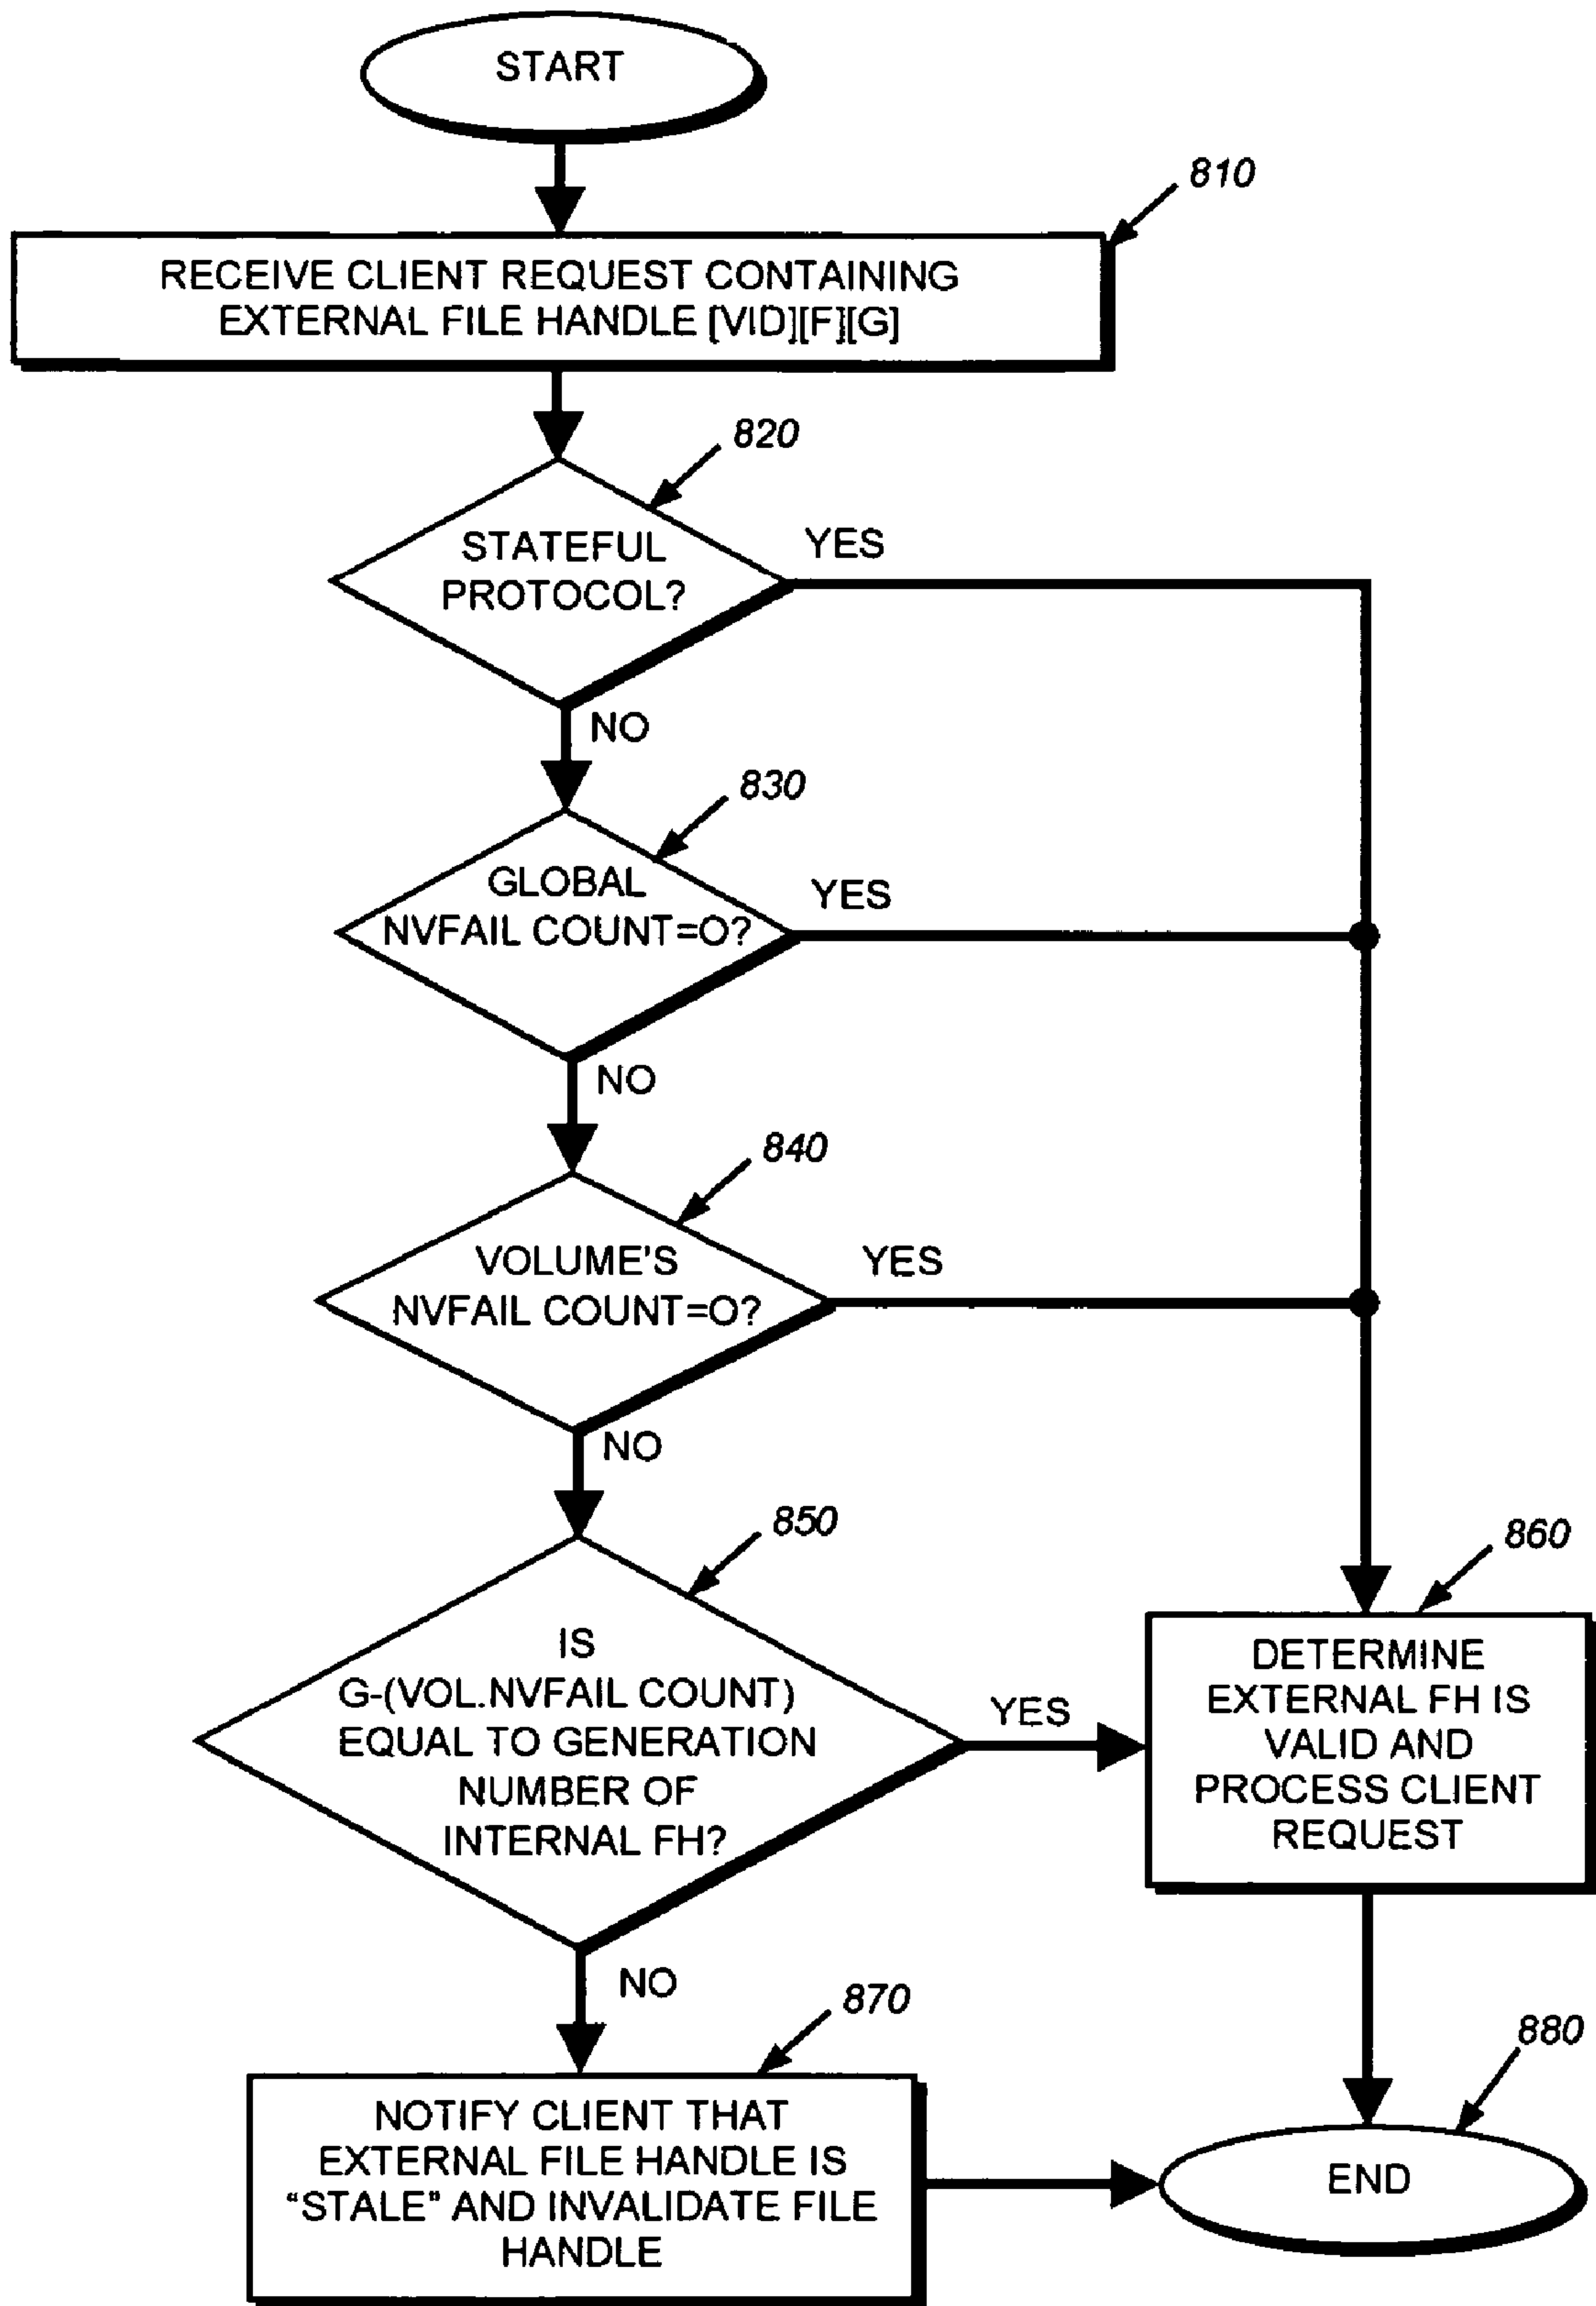 START
810
RECEIVE CLIENT REQUEST CONTAINING
EXTERNAL FILE HANDLE [VID][F][G]
820
STATEFUL
PROTOCOL?
YES
NO
830
GLOBAL
NVFAIL COUNT=O?
YES
NO
840
VOLUME'S
NVFAIL COUNT=O?
YES
NO
850
IS
G-(VOL.NVFAIL COUNT)
EQUAL TO GENERATION
NUMBER OF
INTERNAL FH?
YES
NO
860
DETERMINE
EXTERNAL FH IS
VALID AND
PROCESS CLIENT
REQUEST
870
NOTIFY CLIENT THAT
EXTERNAL FILE HANDLE IS
“STALE” AND INVALIDATE FILE
HANDLE
880
END